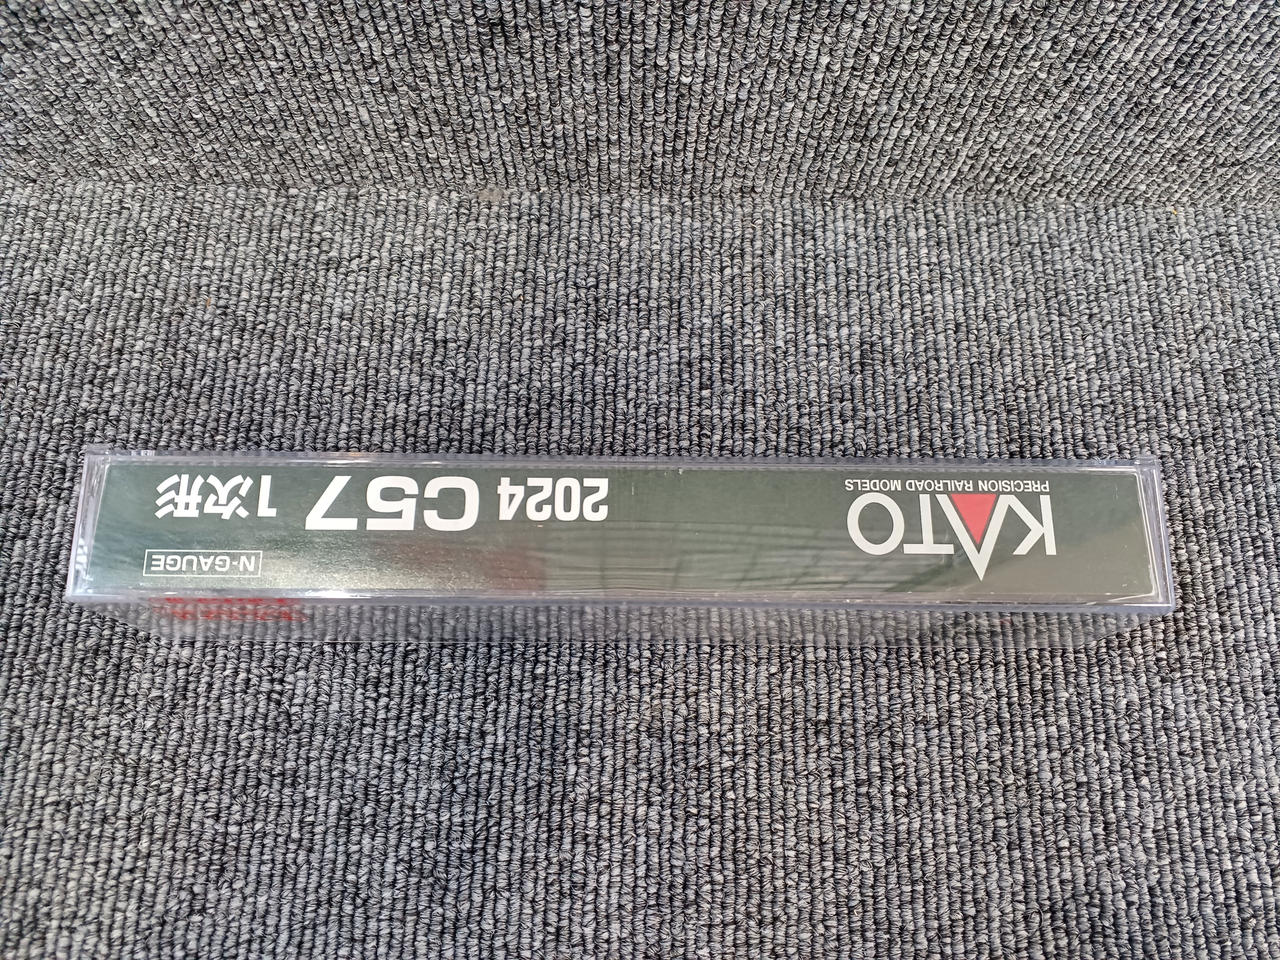 KATO
PRECISION RAILROAD MODELS
N-GAUGE
2024 C57 1次形